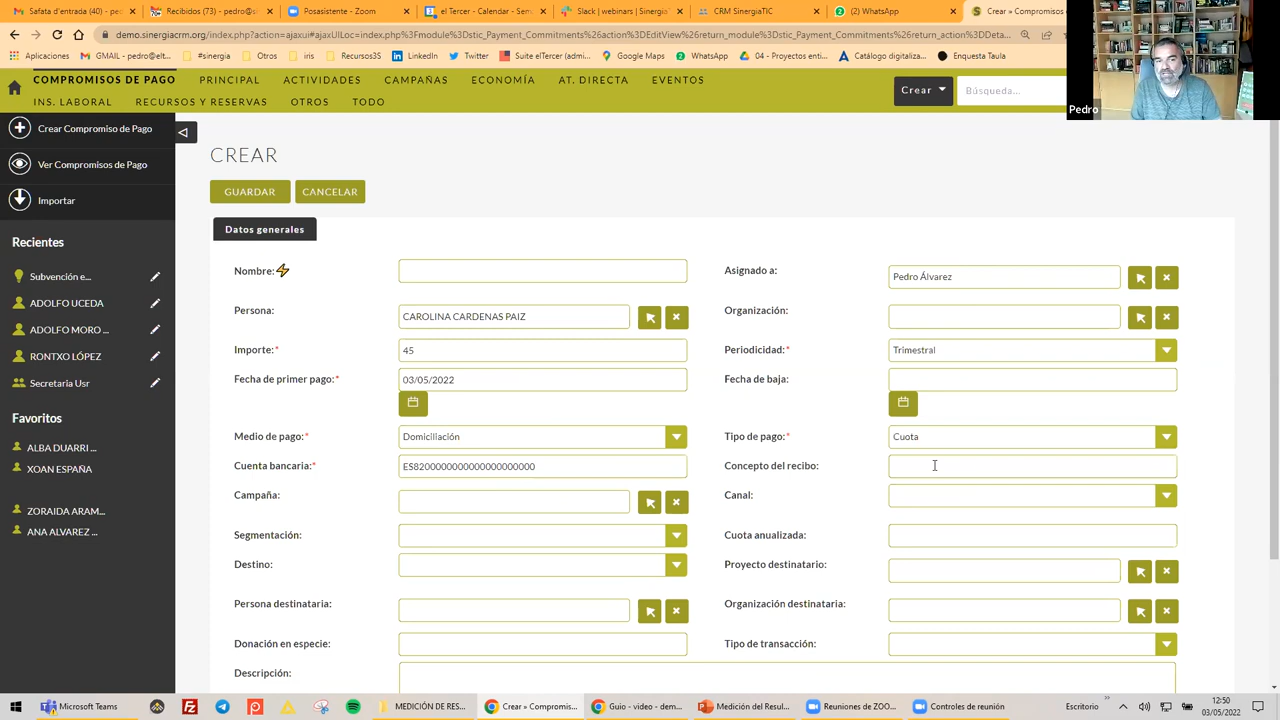 Safata d'entrada (40) - pe
Recibidos (73) - pedro@es
Posasistente - Zoom
el Tercer - Calendar - Sem
Slack | webinars | Sinergia
CRM SinergiaTIC
(2) WhatsApp
Crear » Compromis
demo.sinergiacrm.org/index.php?action=ajaxui#ajaxUILoc=index.php%3Fmodule%3Dstic_Payment_Commitments%26action%3DEditView%26return_module%3Dstic_Payment_Commitments%26return_action%3DDeta...
Aplicaciones
GMAIL - pedro@elte...
#sinergia
Otros
iris
Recursos3S
LinkedIn
Twitter
Suite elTercer.com
Google Maps
WhatsApp
04 - Proyectos enti...
Catálogo digitaliza...
Enquesta Taula
COMPROMISOS DE PAGO
PRINCIPAL
ACTIVIDADES
CAMPAÑAS
ECONOMÍA
AT. DIRECTA
EVENTOS
INS. LABORAL
RECURSOS Y RESERVAS
OTROS
TODO
Crear
Búsqueda...
Pedro
Crear Compromiso de Pago
Ver Compromisos de Pago
Importar
Recientes
Subvención e...
ADOLFO UCEDA
ADOLFO MORO ...
RONTXO LÓPEZ
Secretaria Usr
Favoritos
ALBA DUARRI ...
XOAN ESPAÑA
ZORAIDA ARAM...
ANA ALVAREZ ...
CREAR
GUARDAR
CANCELAR
Datos generales
Nombre:
Asignado a: Pedro Álvarez
Persona: CAROLINA CARDENAS PAIZ
Organización:
Importe:* 45
Periodicidad:* Trimestral
Fecha de primer pago:* 03/05/2022
Fecha de baja:
Medio de pago:* Domiciliación
Tipo de pago:* Cuota
Cuenta bancaria:* ES8200000000000000000000
Concepto del recibo:
Campaña:
Canal:
Segmentación:
Cuota anualizada:
Destino:
Proyecto destinatario:
Persona destinataria:
Organización destinataria:
Donación en especie:
Tipo de transacción:
Descripción:
Microsoft Teams
MEDICIÓN DE RES...
Crear » Compromis...
Guio - video - dem...
Medición del Resul...
Reuniones de ZOO...
Controles de reunión
Escritorio
12:50
03/05/2022